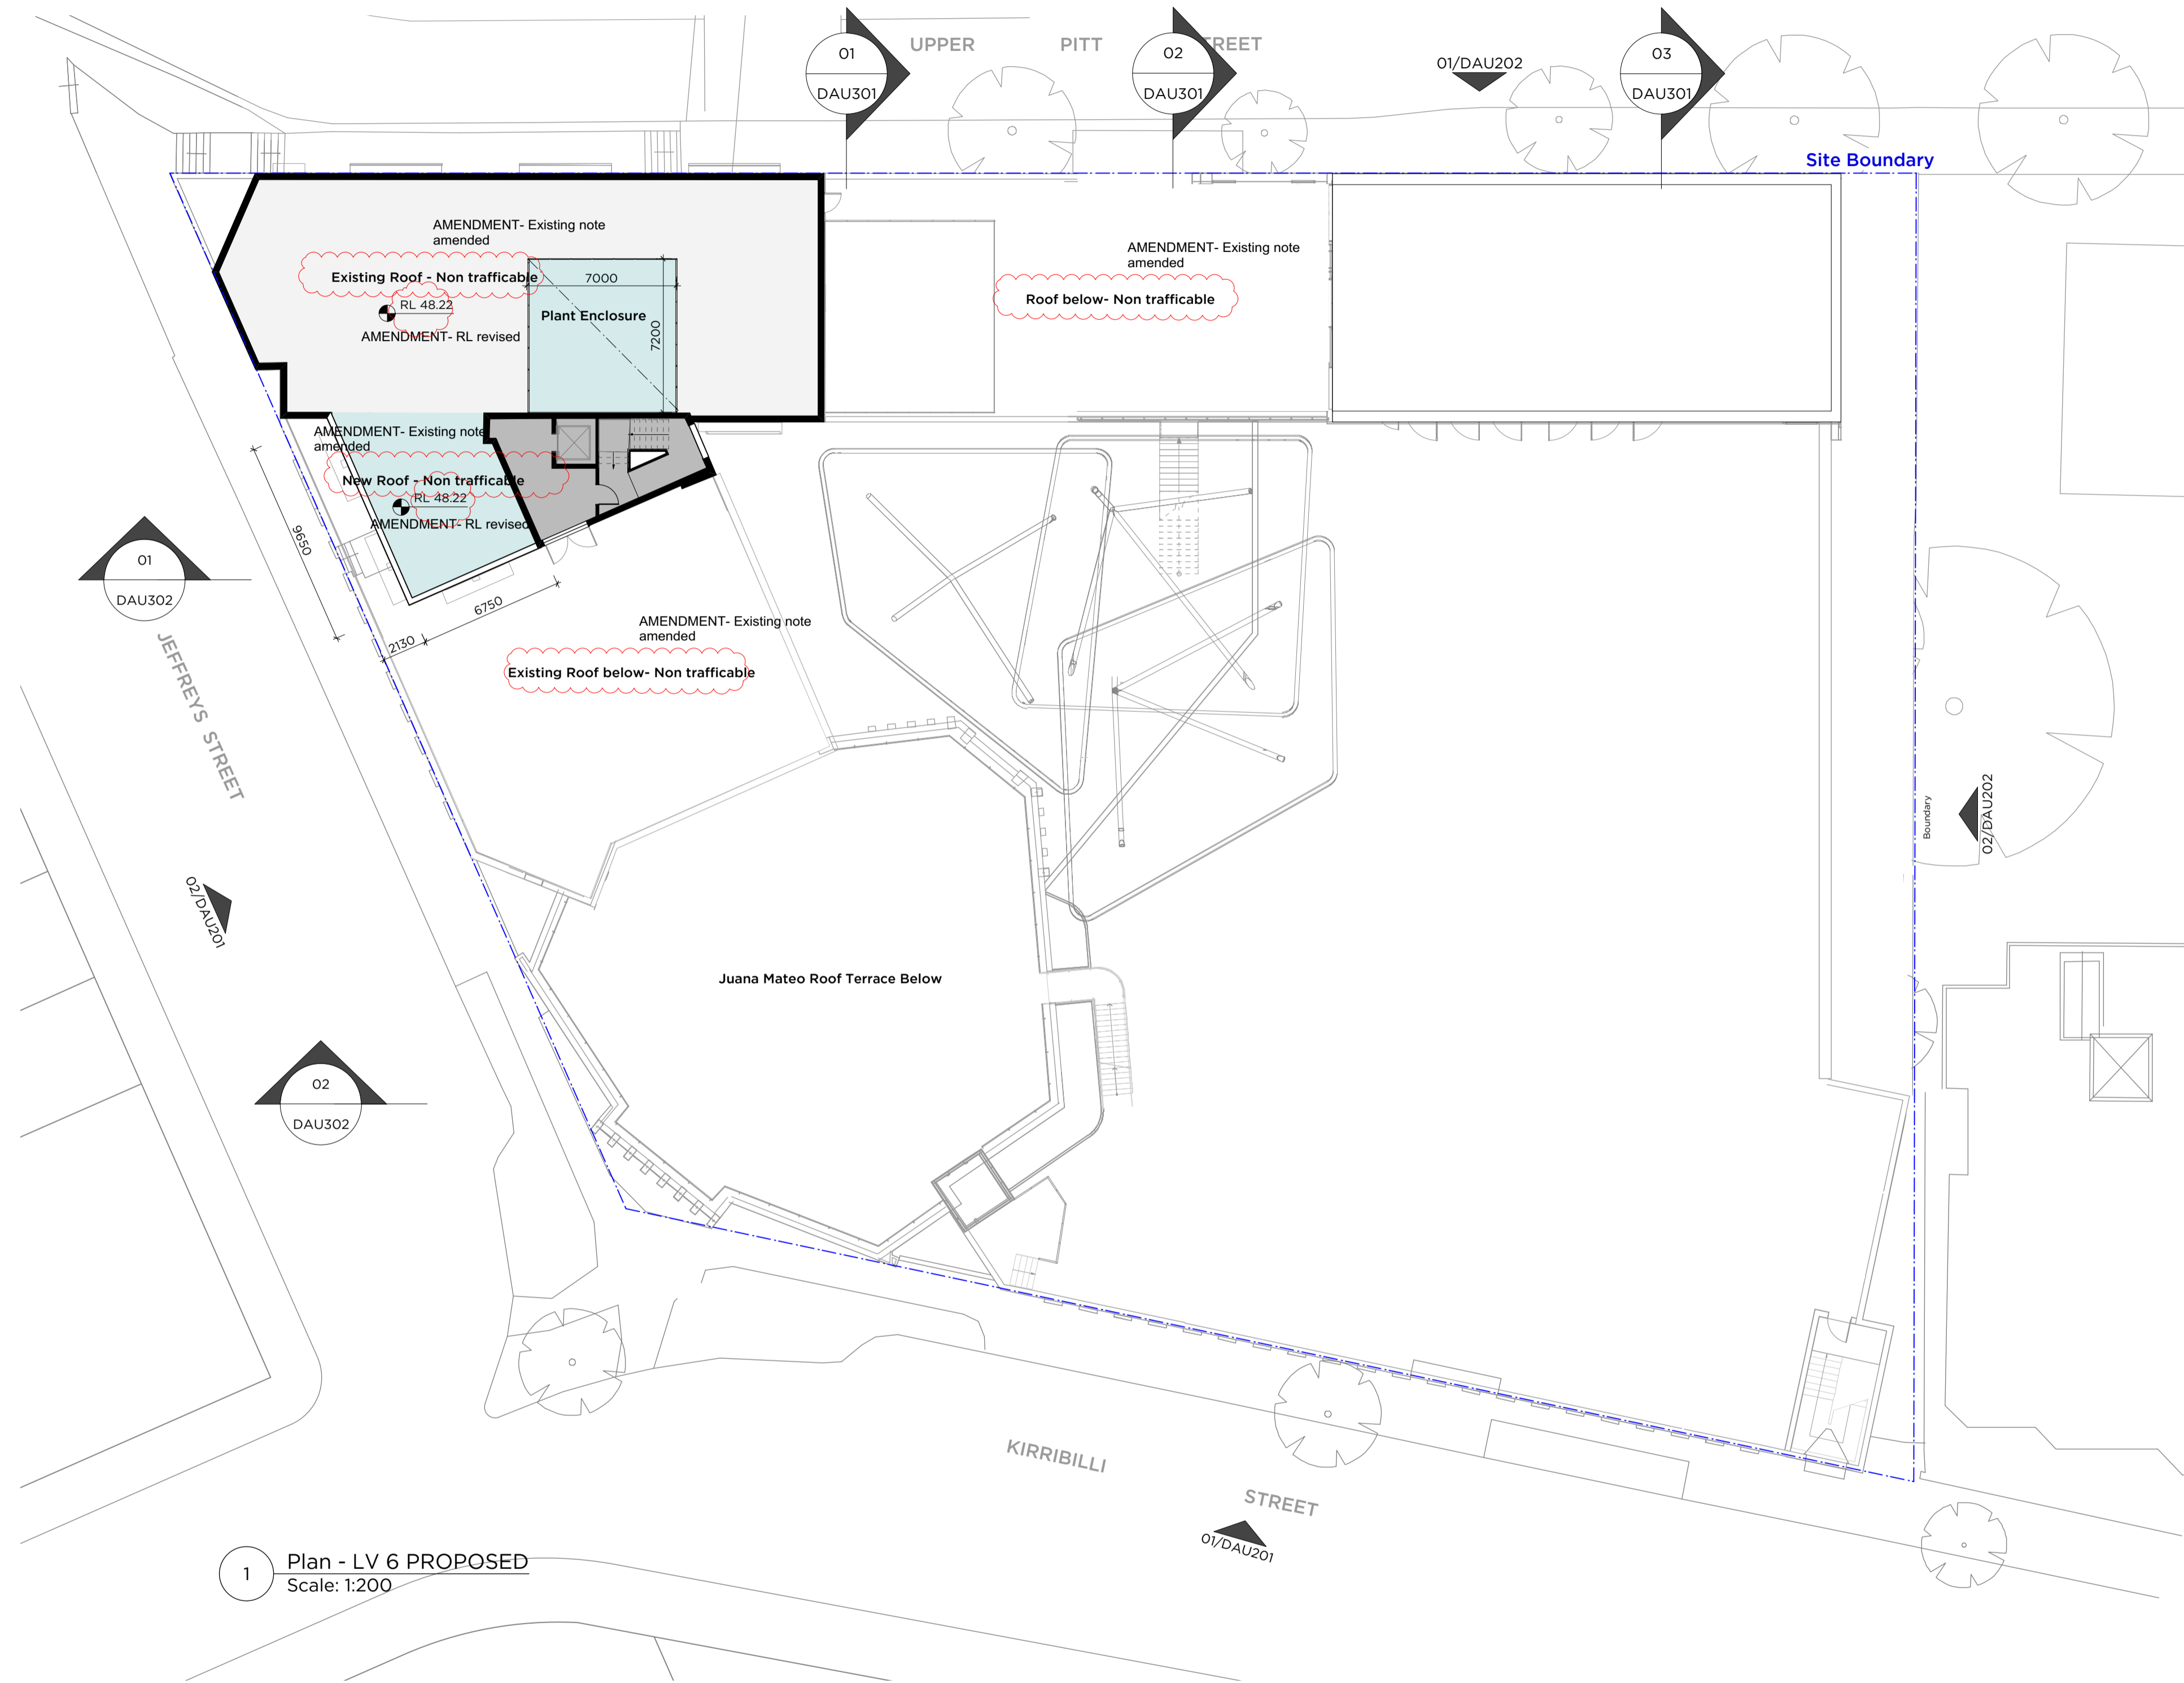 01
DAU301
UPPER PITT STREET
02
DAU301
01/DAU202
03
DAU301
Site Boundary
AMENDMENT- Existing note
amended
Existing Roof - Non trafficable
RL 48.22
AMENDMENT- RL revised
7000
Plant Enclosure
7200
AMENDMENT- Existing note
amended
Roof below- Non trafficable
AMENDMENT- Existing note
amended
New Roof - Non trafficable
RL 48.22
AMENDMENT- RL revised
9650
6750
2130
01
DAU302
JEFFREYS STREET
AMENDMENT- Existing note
amended
Existing Roof below- Non trafficable
Boundary
02/DAU202
02/DAU201
Juana Mateo Roof Terrace Below
02
DAU302
KIRRIBILLI
STREET
01/DAU201
1
Plan - LV 6 PROPOSED
Scale: 1:200